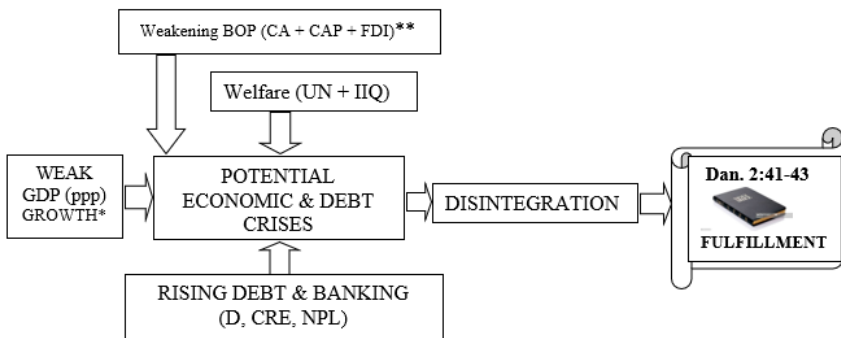 Weakening BOP (CA + CAP + FDI)**
Welfare (UN + IIQ)
WEAK
GDP (ppp)
GROWTH*
POTENTIAL
ECONOMIC & DEBT
CRISES
DISINTEGRATION
Dan. 2:41-43
FULFILLMENT
RISING DEBT & BANKING
(D, CRE, NPL)